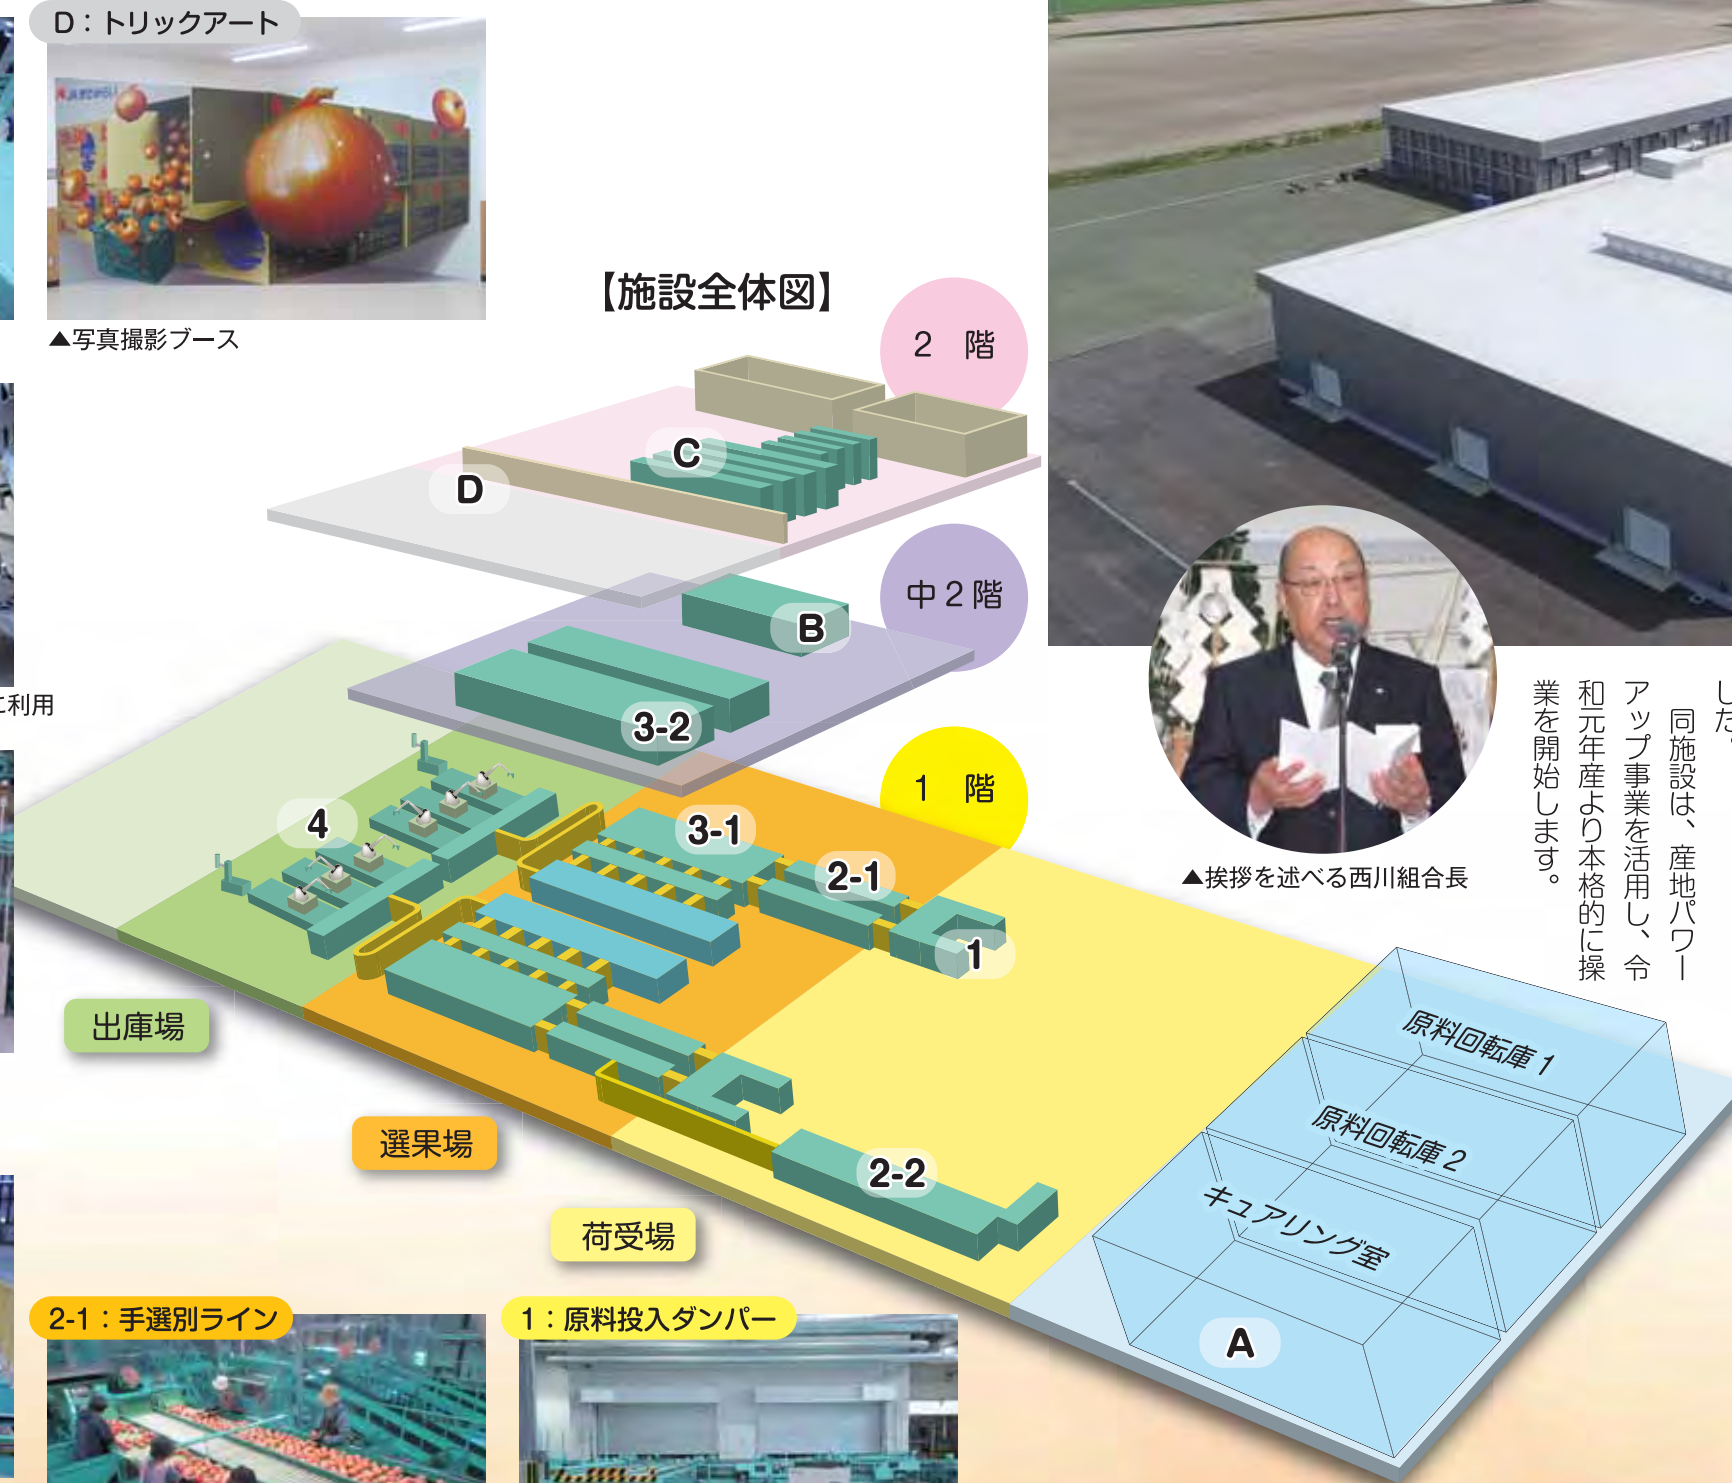 D：トリックアート
▲写真撮影ブース
【施設全体図】
2 階
C
D
中2階
B
3-2
に利用
1 階
4
3-1
2-1
1
出庫場
選果場
荷受場
2-2
原料回転庫1
原料回転庫2
キュアリング室
A
した。
同施設は、産地パワー
アップ事業を活用し、令
和元年産より本格的に操
業を開始します。
▲挨拶を述べる西川組合長
2-1：手選別ライン
1：原料投入ダンパー